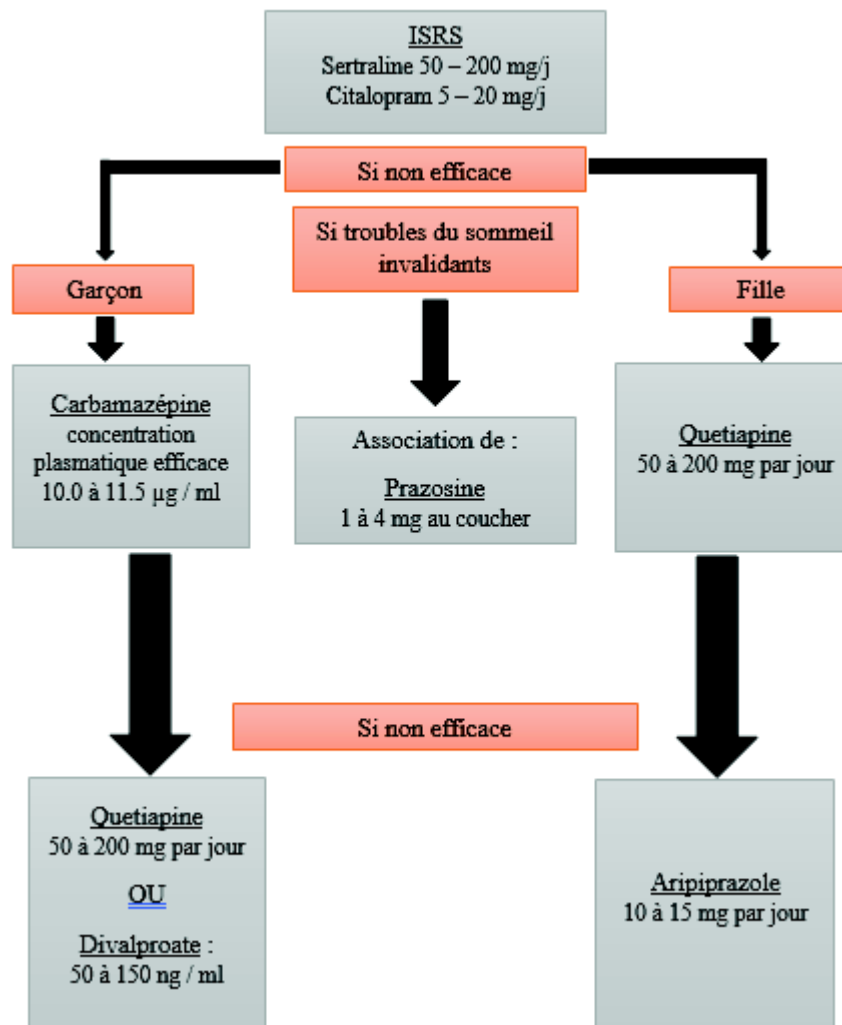 ISRS
Sertraline 50 – 200 mg/j
Citalopram 5 – 20 mg/j
Si non efficace
Si troubles du sommeil
invalidants
Garçon
Fille
Carbamazépine
concentration
plasmatique efficace
10.0 à 11.5 µg / ml
Association de :
Prazosine
1 à 4 mg au coucher
Quetiapine
50 à 200 mg par jour
Si non efficace
Quetiapine
50 à 200 mg par jour
OU
Divalproate :
50 à 150 ng / ml
Aripiprazole
10 à 15 mg par jour